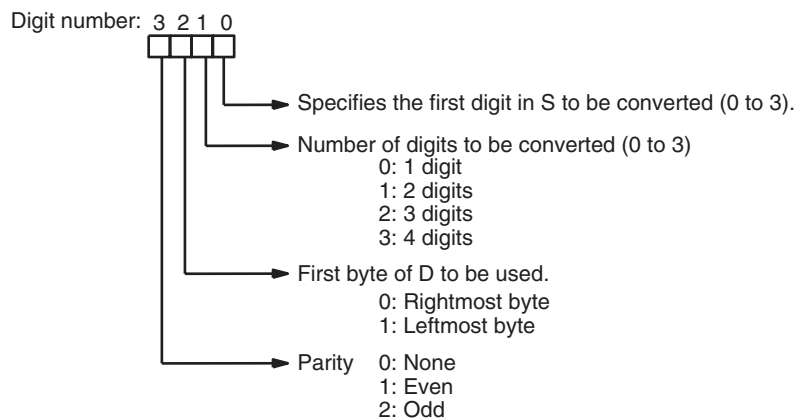 Digit number: 3 2 1 0
Specifies the first digit in S to be converted (0 to 3).
Number of digits to be converted (0 to 3)
0: 1 digit
1: 2 digits
2: 3 digits
3: 4 digits
First byte of D to be used.
0: Rightmost byte
1: Leftmost byte
Parity 0: None
1: Even
2: Odd